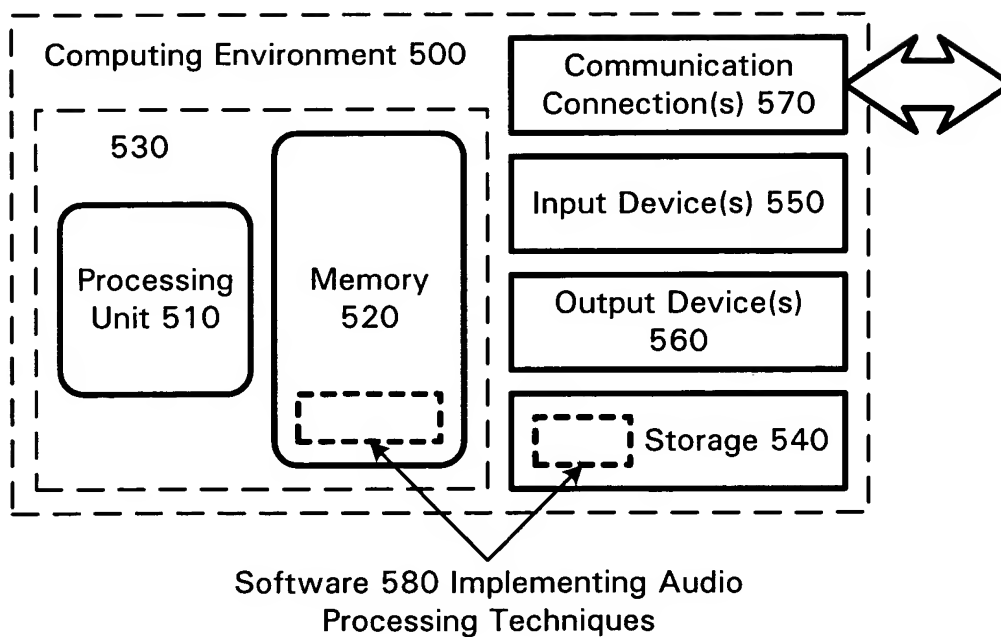 Computing Environment 500
530
Processing
Unit 510
Memory
520
Communication
Connection(s) 570
Input Device(s) 550
Output Device(s)
560
Storage 540
Software 580 Implementing Audio
Processing Techniques